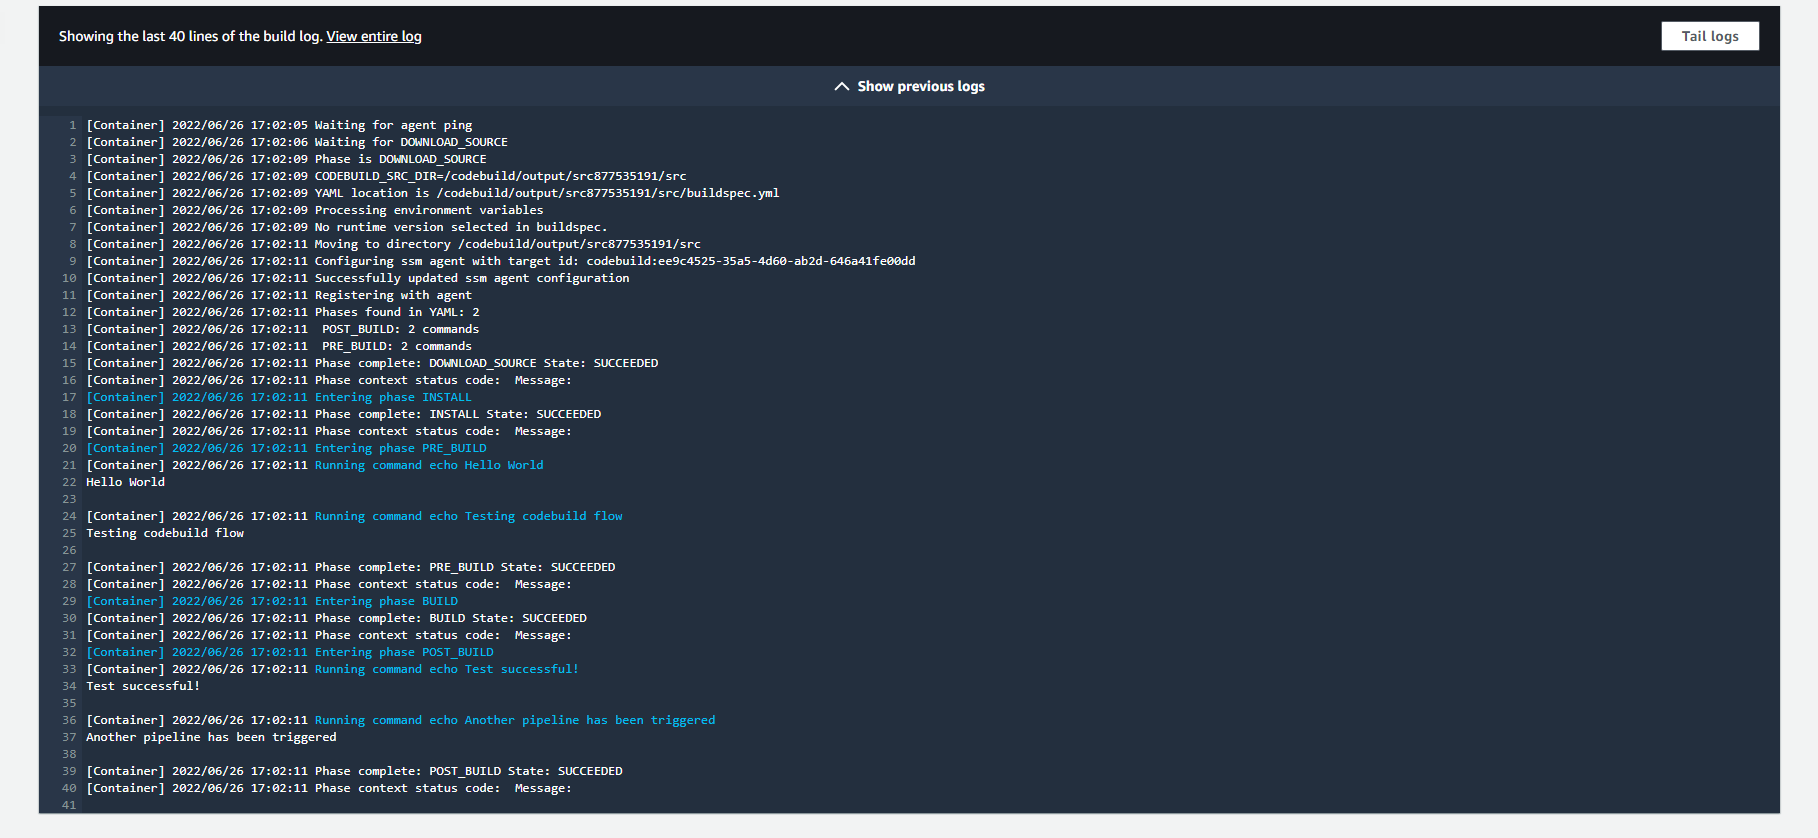 Showing the last 40 lines of the build log. View entire log
Tail logs
Show previous logs
1 [Container] 2022/06/26 17:02:05 Waiting for agent ping
2 [Container] 2022/06/26 17:02:06 Waiting for DOWNLOAD_SOURCE
3 [Container] 2022/06/26 17:02:09 Phase is DOWNLOAD_SOURCE
4 [Container] 2022/06/26 17:02:09 CODEBUILD_SRC_DIR=/codebuild/output/src877535191/src
5 [Container] 2022/06/26 17:02:09 YAML location is /codebuild/output/src877535191/src/buildspec.yml
6 [Container] 2022/06/26 17:02:09 Processing environment variables
7 [Container] 2022/06/26 17:02:09 No runtime version selected in buildspec.
8 [Container] 2022/06/26 17:02:11 Moving to directory /codebuild/output/src877535191/src
9 [Container] 2022/06/26 17:02:11 Configuring ssm agent with target id: codebuild:ee9c4525-35a5-4d60-ab2d-646a41fe00dd
10 [Container] 2022/06/26 17:02:11 Successfully updated ssm agent configuration
11 [Container] 2022/06/26 17:02:11 Registering with agent
12 [Container] 2022/06/26 17:02:11 Phases found in YAML: 2
13 [Container] 2022/06/26 17:02:11  POST_BUILD: 2 commands
14 [Container] 2022/06/26 17:02:11  PRE_BUILD: 2 commands
15 [Container] 2022/06/26 17:02:11 Phase complete: DOWNLOAD_SOURCE State: SUCCEEDED
16 [Container] 2022/06/26 17:02:11 Phase context status code:  Message:
17 [Container] 2022/06/26 17:02:11 Entering phase INSTALL
18 [Container] 2022/06/26 17:02:11 Phase complete: INSTALL State: SUCCEEDED
19 [Container] 2022/06/26 17:02:11 Phase context status code:  Message:
20 [Container] 2022/06/26 17:02:11 Entering phase PRE_BUILD
21 [Container] 2022/06/26 17:02:11 Running command echo Hello World
22 Hello World
23
24 [Container] 2022/06/26 17:02:11 Running command echo Testing codebuild flow
25 Testing codebuild flow
26
27 [Container] 2022/06/26 17:02:11 Phase complete: PRE_BUILD State: SUCCEEDED
28 [Container] 2022/06/26 17:02:11 Phase context status code:  Message:
29 [Container] 2022/06/26 17:02:11 Entering phase BUILD
30 [Container] 2022/06/26 17:02:11 Phase complete: BUILD State: SUCCEEDED
31 [Container] 2022/06/26 17:02:11 Phase context status code:  Message:
32 [Container] 2022/06/26 17:02:11 Entering phase POST_BUILD
33 [Container] 2022/06/26 17:02:11 Running command echo Test successful!
34 Test successful!
35
36 [Container] 2022/06/26 17:02:11 Running command echo Another pipeline has been triggered
37 Another pipeline has been triggered
38
39 [Container] 2022/06/26 17:02:11 Phase complete: POST_BUILD State: SUCCEEDED
40 [Container] 2022/06/26 17:02:11 Phase context status code:  Message:
41